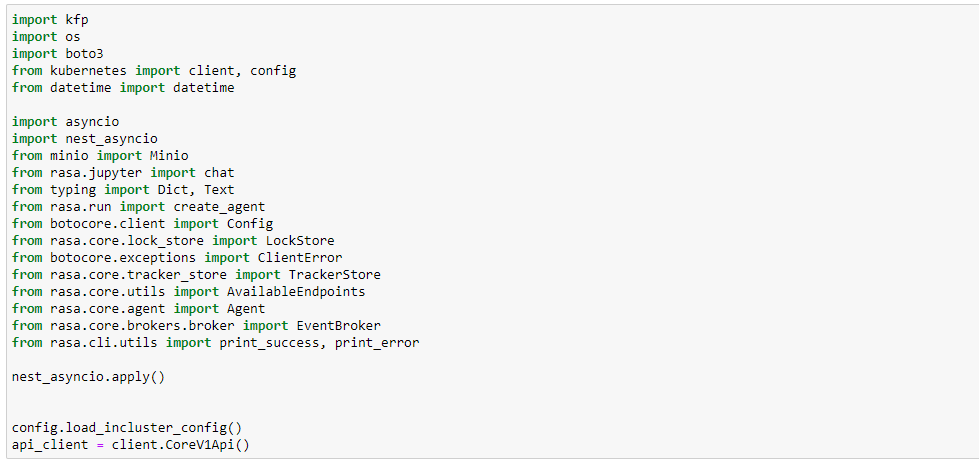 import kfp
import os
import boto3
from kubernetes import client, config
from datetime import datetime
import asyncio
import nest_asyncio
from minio import Minio
from rasa.jupyter import chat
from typing import Dict, Text
from rasa.run import create_agent
from botocore.client import Config
from rasa.core.lock_store import LockStore
from botocore.exceptions import ClientError
from rasa.core.tracker_store import TrackerStore
from rasa.core.utils import AvailableEndpoints
from rasa.core.agent import Agent
from rasa.core.brokers.broker import EventBroker
from rasa.cli.utils import print_success, print_error
nest_asyncio.apply()
config.load_incluster_config()
api_client = client.CoreV1Api()